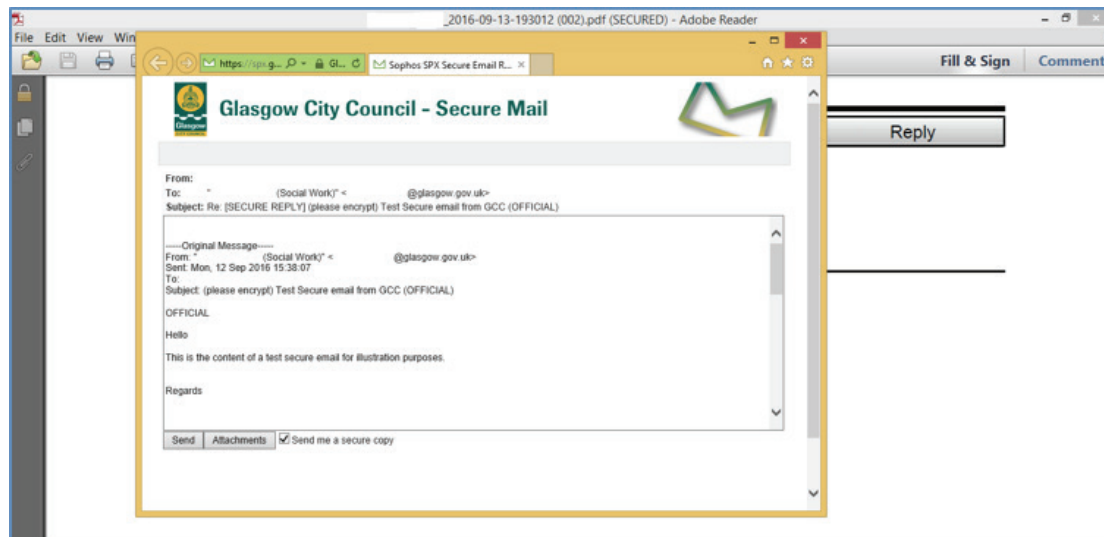 _2016-09-13-193012 (002).pdf (SECURED) - Adobe Reader
File Edit View Win
https://spx.g... Gl... Sophos SPX Secure Email R...
Fill & Sign Comment
Glasgow City Council - Secure Mail
Glasgow
Reply
From:
To: " (Social Work)" < @glasgow.gov.uk>
Subject: Re: [SECURE REPLY] (please encrypt) Test Secure email from GCC (OFFICIAL)
-----Original Message-----
From: " (Social Work)" < @glasgow.gov.uk>
Sent: Mon, 12 Sep 2016 15:38:07
To:
Subject: (please encrypt) Test Secure email from GCC (OFFICIAL)
OFFICIAL
Hello
This is the content of a test secure email for illustration purposes.
Regards
Send Attachments Send me a secure copy